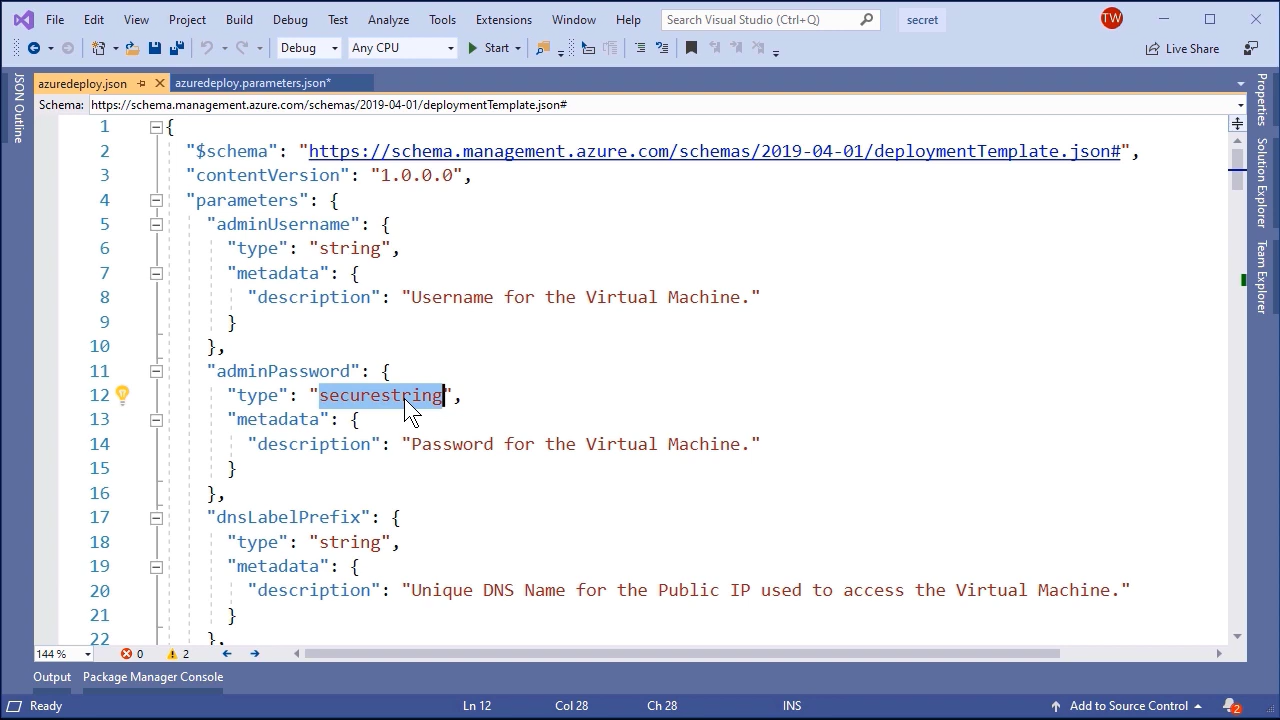 File Edit View Project Build Debug Test Analyze Tools Extensions Window Help Search Visual Studio (Ctrl+Q) secret TW
Debug Any CPU Start Live Share
azuredeploy.json azuredeploy.parameters.json*
Schema: https://schema.management.azure.com/schemas/2019-04-01/deploymentTemplate.json#
JSON Outline
1 {
2 "$schema": "https://schema.management.azure.com/schemas/2019-04-01/deploymentTemplate.json#",
3 "contentVersion": "1.0.0.0",
4 "parameters": {
5 "adminUsername": {
6 "type": "string",
7 "metadata": {
8 "description": "Username for the Virtual Machine."
9 }
10 },
11 "adminPassword": {
12 "type": "securestring",
13 "metadata": {
14 "description": "Password for the Virtual Machine."
15 }
16 },
17 "dnsLabelPrefix": {
18 "type": "string",
19 "metadata": {
20 "description": "Unique DNS Name for the Public IP used to access the Virtual Machine."
21 }
22 },
Properties
Solution Explorer
Team Explorer
144 % 0 2
Output Package Manager Console
Ready Ln 12 Col 28 Ch 28 INS Add to Source Control 2